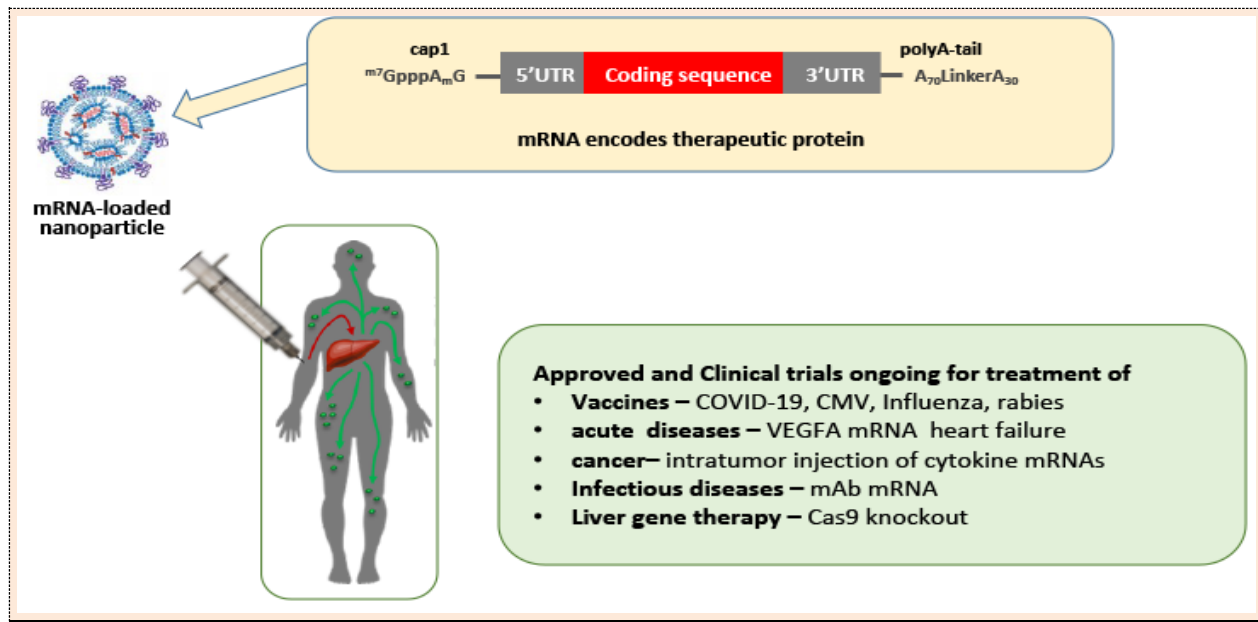 cap1
polyA-tail
m7GpppAmG
5'UTR
Coding sequence
3'UTR
A70LinkerA30
mRNA encodes therapeutic protein
mRNA-loaded
nanoparticle
Approved and Clinical trials ongoing for treatment of
• Vaccines – COVID-19, CMV, Influenza, rabies
• acute diseases – VEGFA mRNA heart failure
• cancer– intratumor injection of cytokine mRNAs
• Infectious diseases – mAb mRNA
• Liver gene therapy – Cas9 knockout